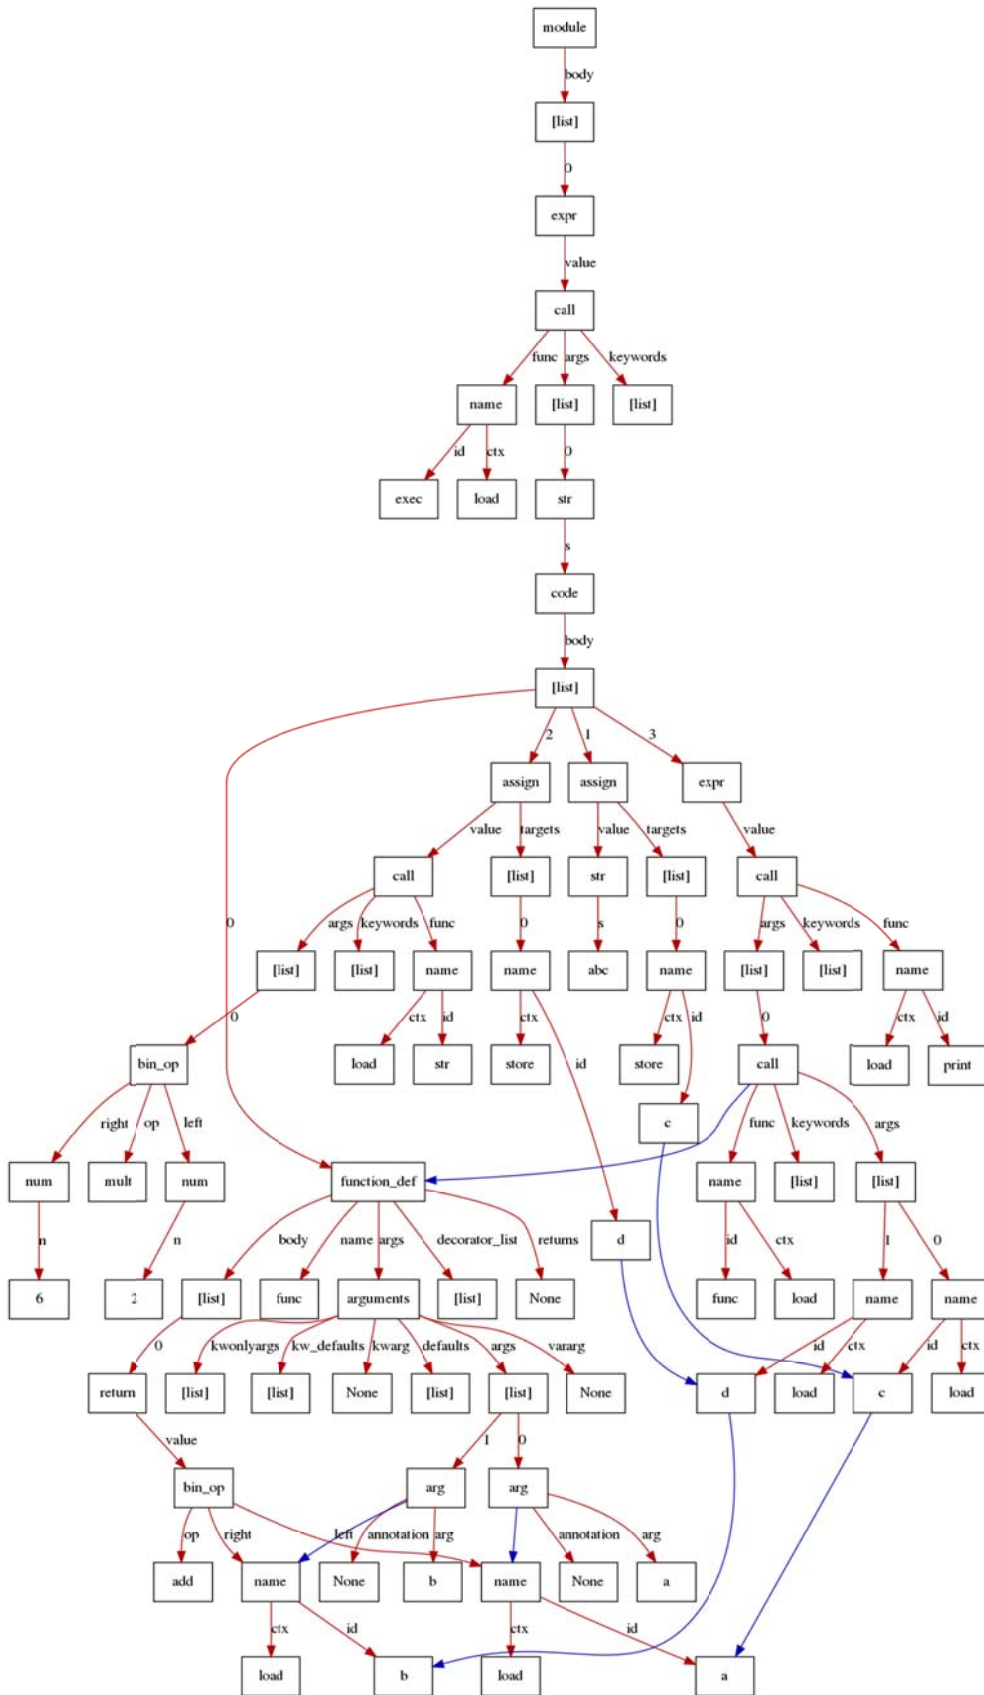 module
body
[list]
0
expr
value
call
func args keywords
name [list] [list]
id ctx 0
exec load str
s
code
body
[list]
2 1 3
assign assign expr
value targets value targets value
call [list] str [list] call
0 args keywords func 0 s 0 args keywords func
[list] [list] name name abc name [list] [list] name
0 ctx id ctx id ctx id 0 ctx id
bin_op load str store store call load print
c
right op left func keywords args
num mult num function_def name [list] [list]
n n body name args decorator_list returns d id ctx 1 0
6 2 [list] func arguments [list] None func load name name
0 kwonlyargs kw_defaults kwarg defaults args vararg id ctx id ctx
return [list] [list] None [list] [list] None d load c load
value 1 0
bin_op arg arg
op right left annotation arg annotation arg
add name None b name None a
ctx id ctx id
load b load a